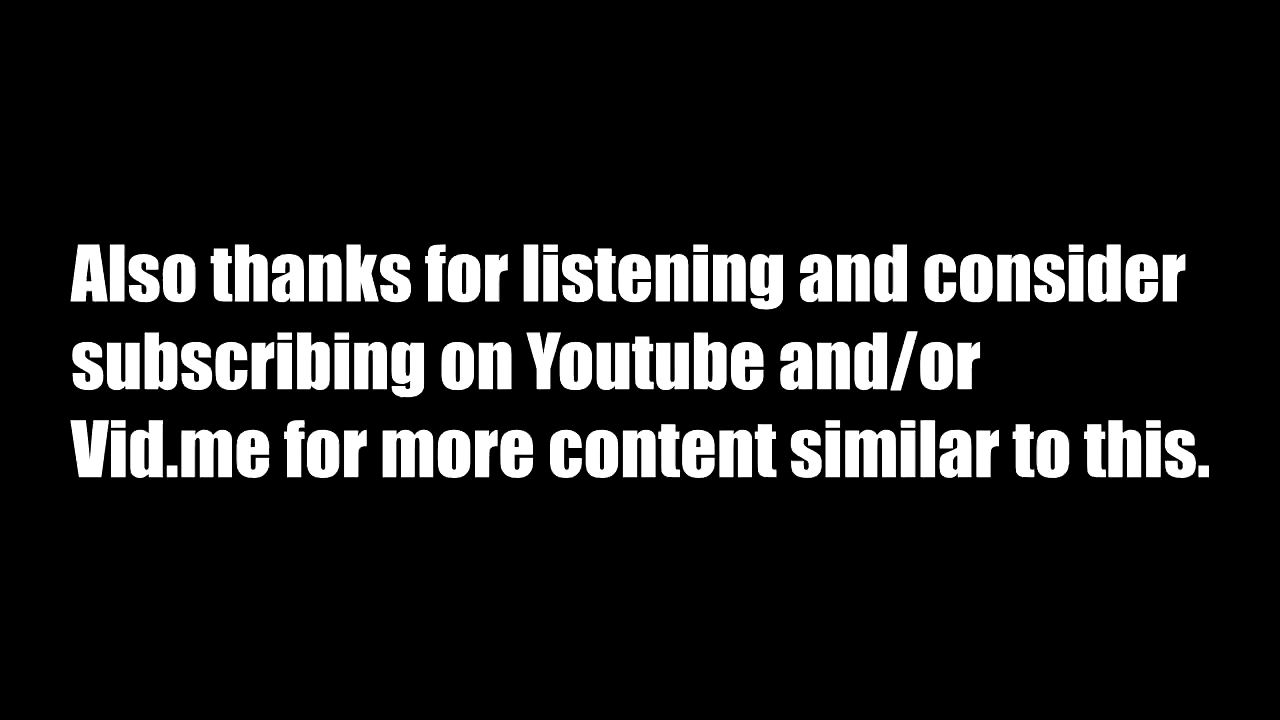 Also thanks for listening and consider
subscribing on Youtube and/or
Vid.me for more content similar to this.